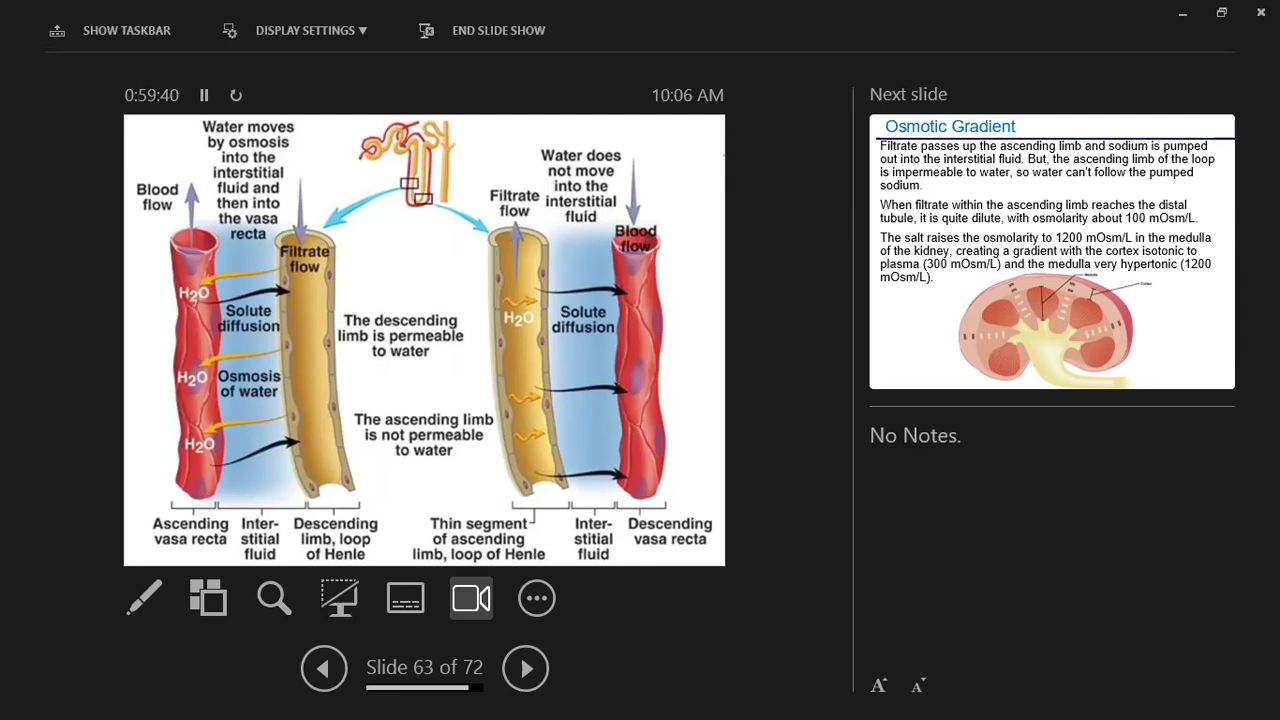 SHOW TASKBAR
DISPLAY SETTINGS ▼
END SLIDE SHOW
0:59:40
10:06 AM
Water moves
by osmosis
into the
interstitial
fluid and
then into
the vasa
recta
Blood
flow
Filtrate
flow
H₂O
Solute
diffusion
H₂O
Osmosis
of water
H₂O
The descending
limb is permeable
to water
The ascending limb
is not permeable
to water
Water does
not move
into the
interstitial
fluid
Filtrate
flow
Blood
flow
H₂O
Solute
diffusion
Ascending
vasa recta
Inter-
stitial
fluid
Descending
limb, loop
of Henle
Thin segment
of ascending
limb, loop of Henle
Inter-
stitial
fluid
Descending
vasa recta
Slide 63 of 72
Next slide
Osmotic Gradient
Filtrate passes up the ascending limb and sodium is pumped
out into the interstitial fluid. But, the ascending limb of the loop
is impermeable to water, so water can't follow the pumped
sodium.
When filtrate within the ascending limb reaches the distal
tubule, it is quite dilute, with osmolarity about 100 mOsm/L.
The salt raises the osmolarity to 1200 mOsm/L in the medulla
of the kidney, creating a gradient with the cortex isotonic to
plasma (300 mOsm/L) and the medulla very hypertonic (1200
mOsm/L).
Medulla
Cortex
No Notes.
A
A